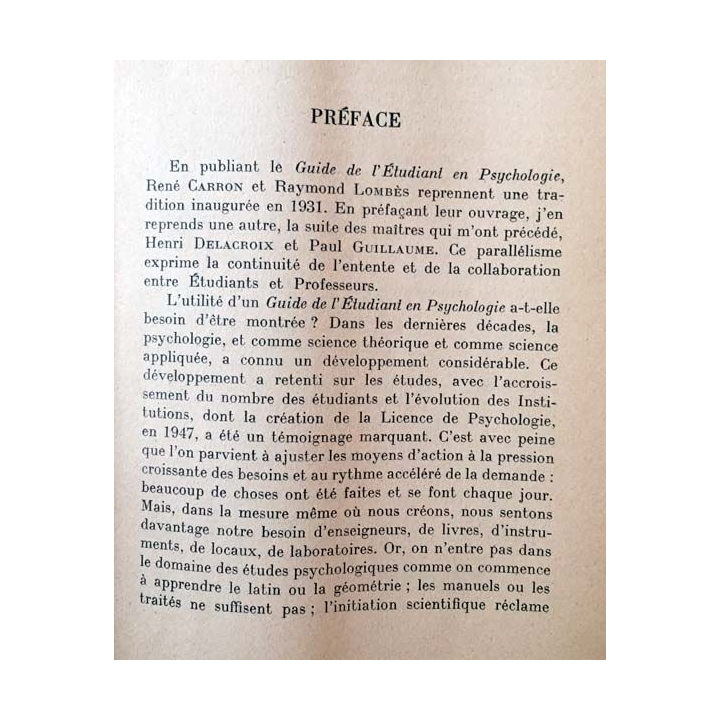 PRÉFACE
En publiant le Guide de l'Étudiant en Psychologie,
René CARRON et Raymond LOMBÈS reprennent une tra-
dition inaugurée en 1931. En préfaçant leur ouvrage, j'en
reprends une autre, la suite des maîtres qui m'ont précédé,
Henri DELACROIX et Paul GUILLAUME. Ce parallélisme
exprime la continuité de l'entente et de la collaboration
entre Étudiants et Professeurs.
L'utilité d'un Guide de l'Étudiant en Psychologie a-t-elle
besoin d'être montrée ? Dans les dernières décades, la
psychologie, et comme science théorique et comme science
appliquée, a connu un développement considérable. Ce
développement a retenti sur les études, avec l'accrois-
sement du nombre des étudiants et l'évolution des Insti-
tutions, dont la création de la Licence de Psychologie,
en 1947, a été un témoignage marquant. C'est avec peine
que l'on parvient à ajuster les moyens d'action à la pression
croissante des besoins et au rythme accéléré de la demande :
beaucoup de choses ont été faites et se font chaque jour.
Mais, dans la mesure même où nous créons, nous sentons
davantage notre besoin d'enseigneurs, de livres, d'instru-
ments, de locaux, de laboratoires. Or, on n'entre pas dans
le domaine des études psychologiques comme on commence
à apprendre le latin ou la géométrie ; les manuels ou les
traités ne suffisent pas ; l'initiation scientifique réclame